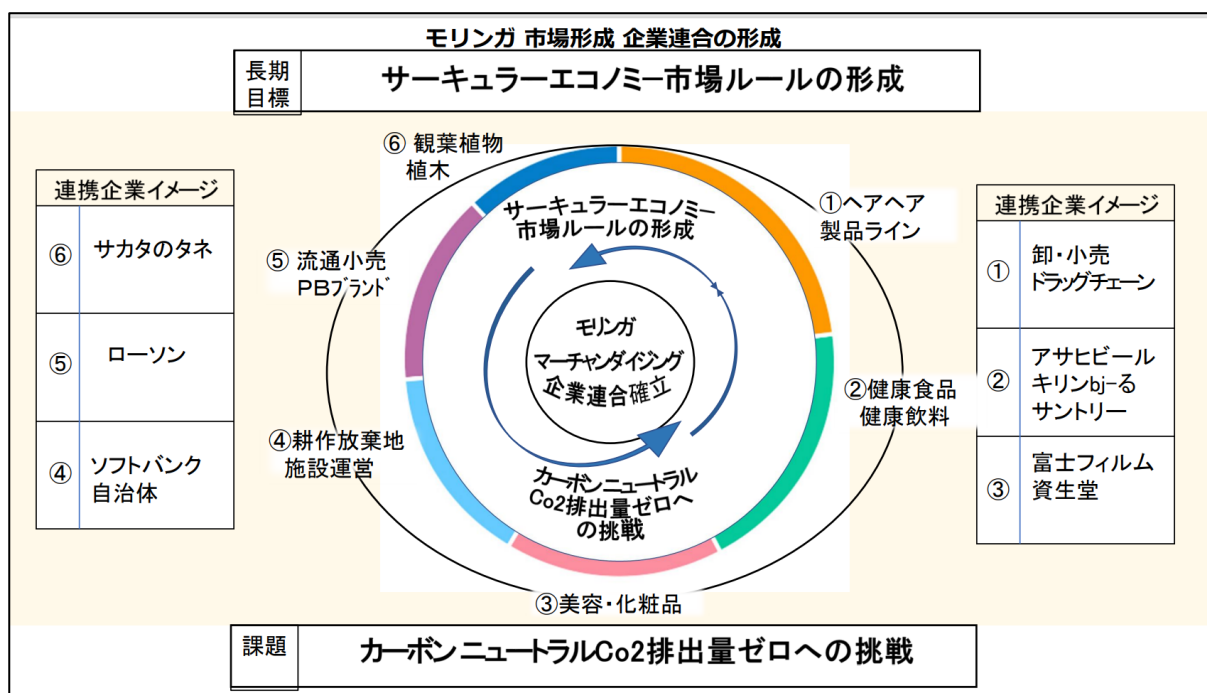 モリンガ 市場形成 企業連合の形成
長期
目標
サーキュラーエコノミー市場ルールの形成
⑥ 観葉植物
植木
①ヘアヘア
製品ライン
⑤ 流通小売
PBブランド
②健康食品
健康飲料
④耕作放棄地
施設運営
③美容・化粧品
サーキュラーエコノミー
市場ルールの形成
モリンガ
マーチャンダイジング
企業連合確立
カーボンニュートラル
Co2排出量ゼロへ
の挑戦
連携企業イメージ
⑥
サカタのタネ
⑤
ローソン
④
ソフトバンク
自治体
連携企業イメージ
①
卸・小売
ドラッグチェーン
②
アサヒビール
キリンbj-る
サントリー
③
富士フィルム
資生堂
課題
カーボンニュートラルCo2排出量ゼロへの挑戦